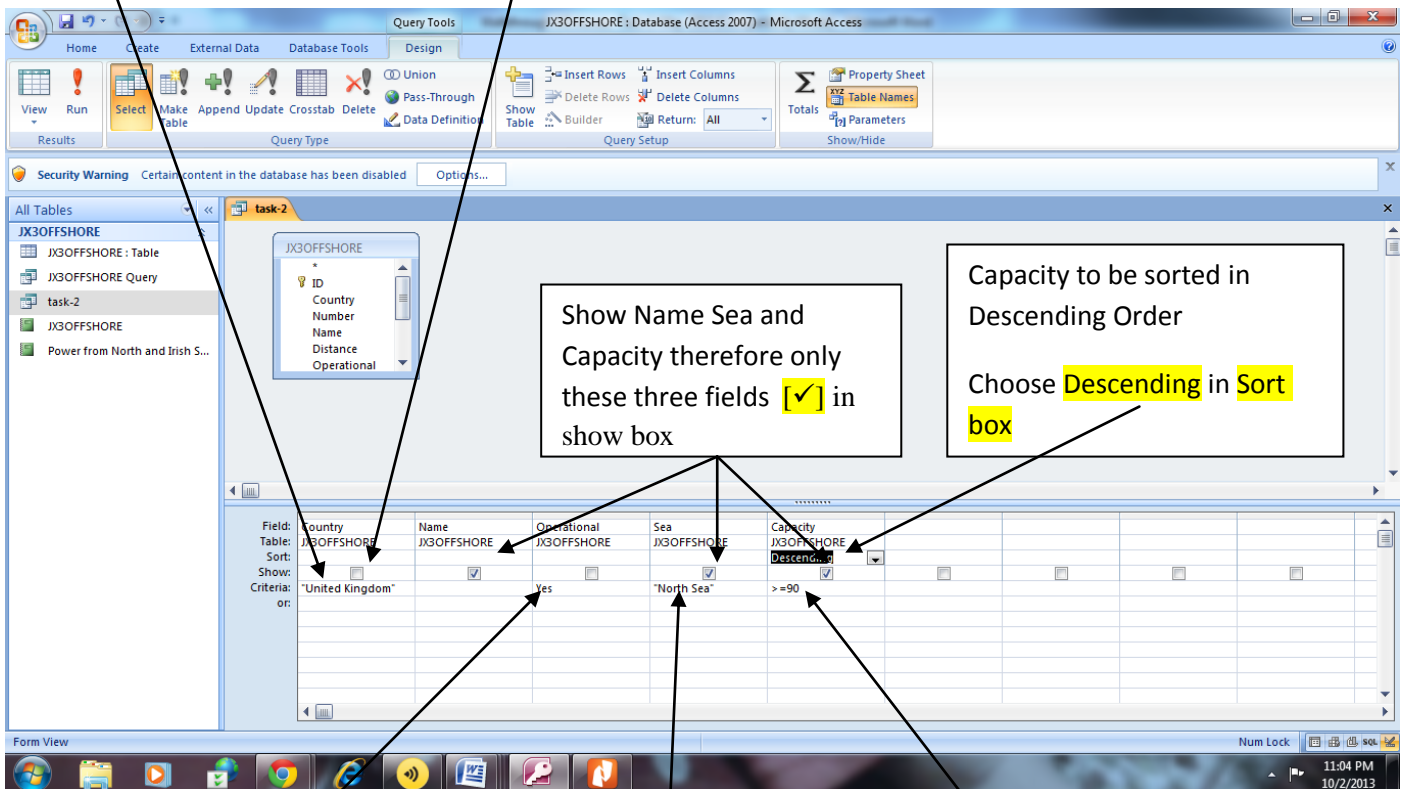 Query Tools JX3OFFSHORE : Database (Access 2007) - Microsoft Access
Home Create External Data Database Tools Design
View Run Select Make Table Append Update Crosstab Delete
Union
Pass-Through
Data Definition
Show Table
Insert Rows
Delete Rows
Builder
Insert Columns
Delete Columns
Return: All
Totals
Property Sheet
Table Names
Parameters
Results Query Type Query Setup Show/Hide
Security Warning Certain content in the database has been disabled Options...
All Tables
JX3OFFSHORE
JX3OFFSHORE : Table
JX3OFFSHORE Query
task-2
JX3OFFSHORE
Power from North and Irish S...
task-2
JX3OFFSHORE
*
ID
Country
Number
Name
Distance
Operational
Show Name Sea and
Capacity therefore only
these three fields [✓] in
show box
Capacity to be sorted in
Descending Order
Choose Descending in Sort
box
Field: Country Name Operational Sea Capacity
Table: JX3OFFSHORE JX3OFFSHORE JX3OFFSHORE JX3OFFSHORE JX3OFFSHORE
Sort: Descending
Show:
Criteria: "United Kingdom" Yes "North Sea" >=90
or:
Form View Num Lock SQL
11:04 PM
10/2/2013